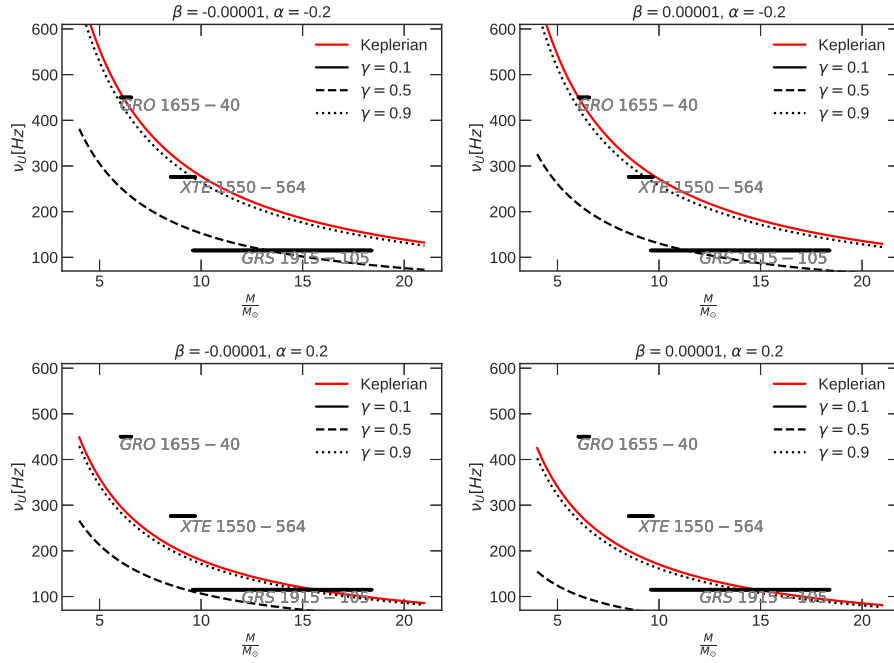 β = -0.00001, α = -0.2
600
500
400
300
200
100
ν_U[Hz]
5
10
15
20
M/M_⊙
Keplerian
γ = 0.1
γ = 0.5
γ = 0.9
GRO 1655 − 40
XTE 1550 − 564
GRS 1915 − 105
β = 0.00001, α = -0.2
600
500
400
300
200
100
ν_U[Hz]
5
10
15
20
M/M_⊙
Keplerian
γ = 0.1
γ = 0.5
γ = 0.9
GRO 1655 − 40
XTE 1550 − 564
GRS 1915 − 105
β = -0.00001, α = 0.2
600
500
400
300
200
100
ν_U[Hz]
5
10
15
20
M/M_⊙
Keplerian
γ = 0.1
γ = 0.5
γ = 0.9
GRO 1655 − 40
XTE 1550 − 564
GRS 1915 − 105
β = 0.00001, α = 0.2
600
500
400
300
200
100
ν_U[Hz]
5
10
15
20
M/M_⊙
Keplerian
γ = 0.1
γ = 0.5
γ = 0.9
GRO 1655 − 40
XTE 1550 − 564
GRS 1915 − 105